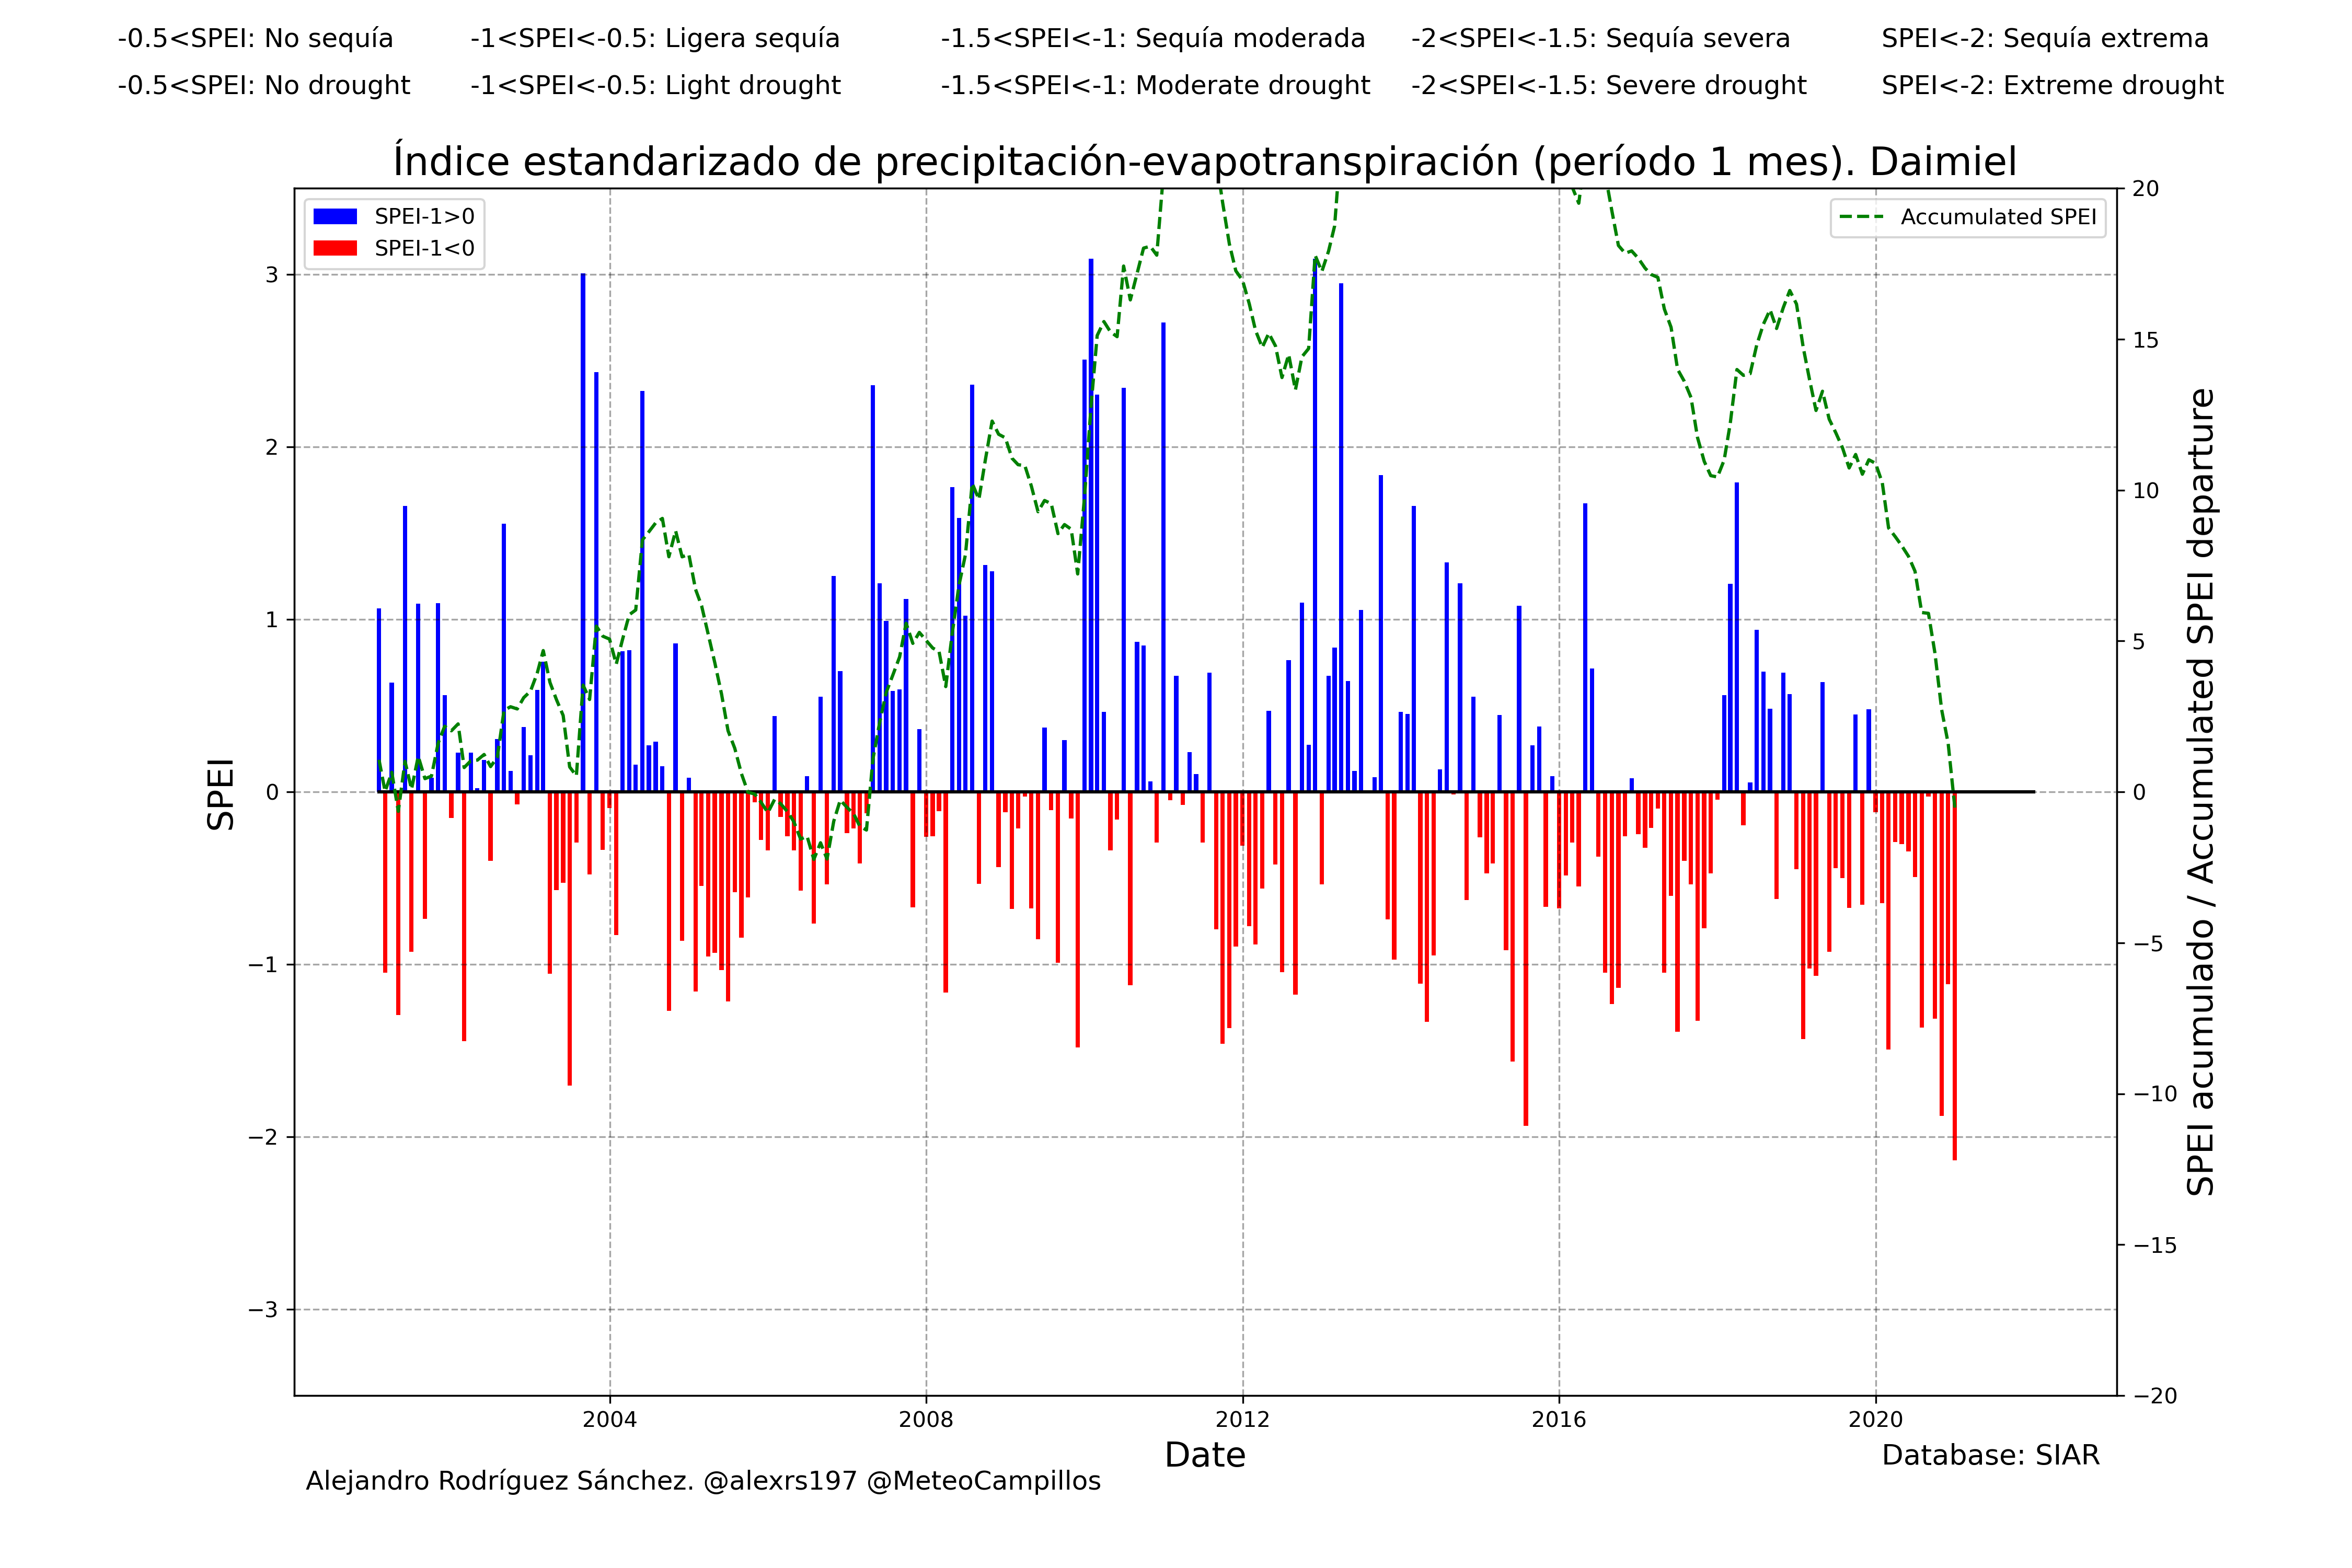 -0.5<SPEI: No sequía -1<SPEI<-0.5: Ligera sequía -1.5<SPEI<-1: Sequía moderada -2<SPEI<-1.5: Sequía severa SPEI<-2: Sequía extrema
-0.5<SPEI: No drought -1<SPEI<-0.5: Light drought -1.5<SPEI<-1: Moderate drought -2<SPEI<-1.5: Severe drought SPEI<-2: Extreme drought
Índice estandarizado de precipitación-evapotranspiración (período 1 mes). Daimiel
SPEI-1>0
SPEI-1<0
Accumulated SPEI
SPEI
3
2
1
0
−1
−2
−3
20
15
10
5
0
−5
−10
−15
−20
SPEI acumulado / Accumulated SPEI departure
2004 2008 2012 2016 2020
Date
Database: SIAR
Alejandro Rodríguez Sánchez. @alexrs197 @MeteoCampillos